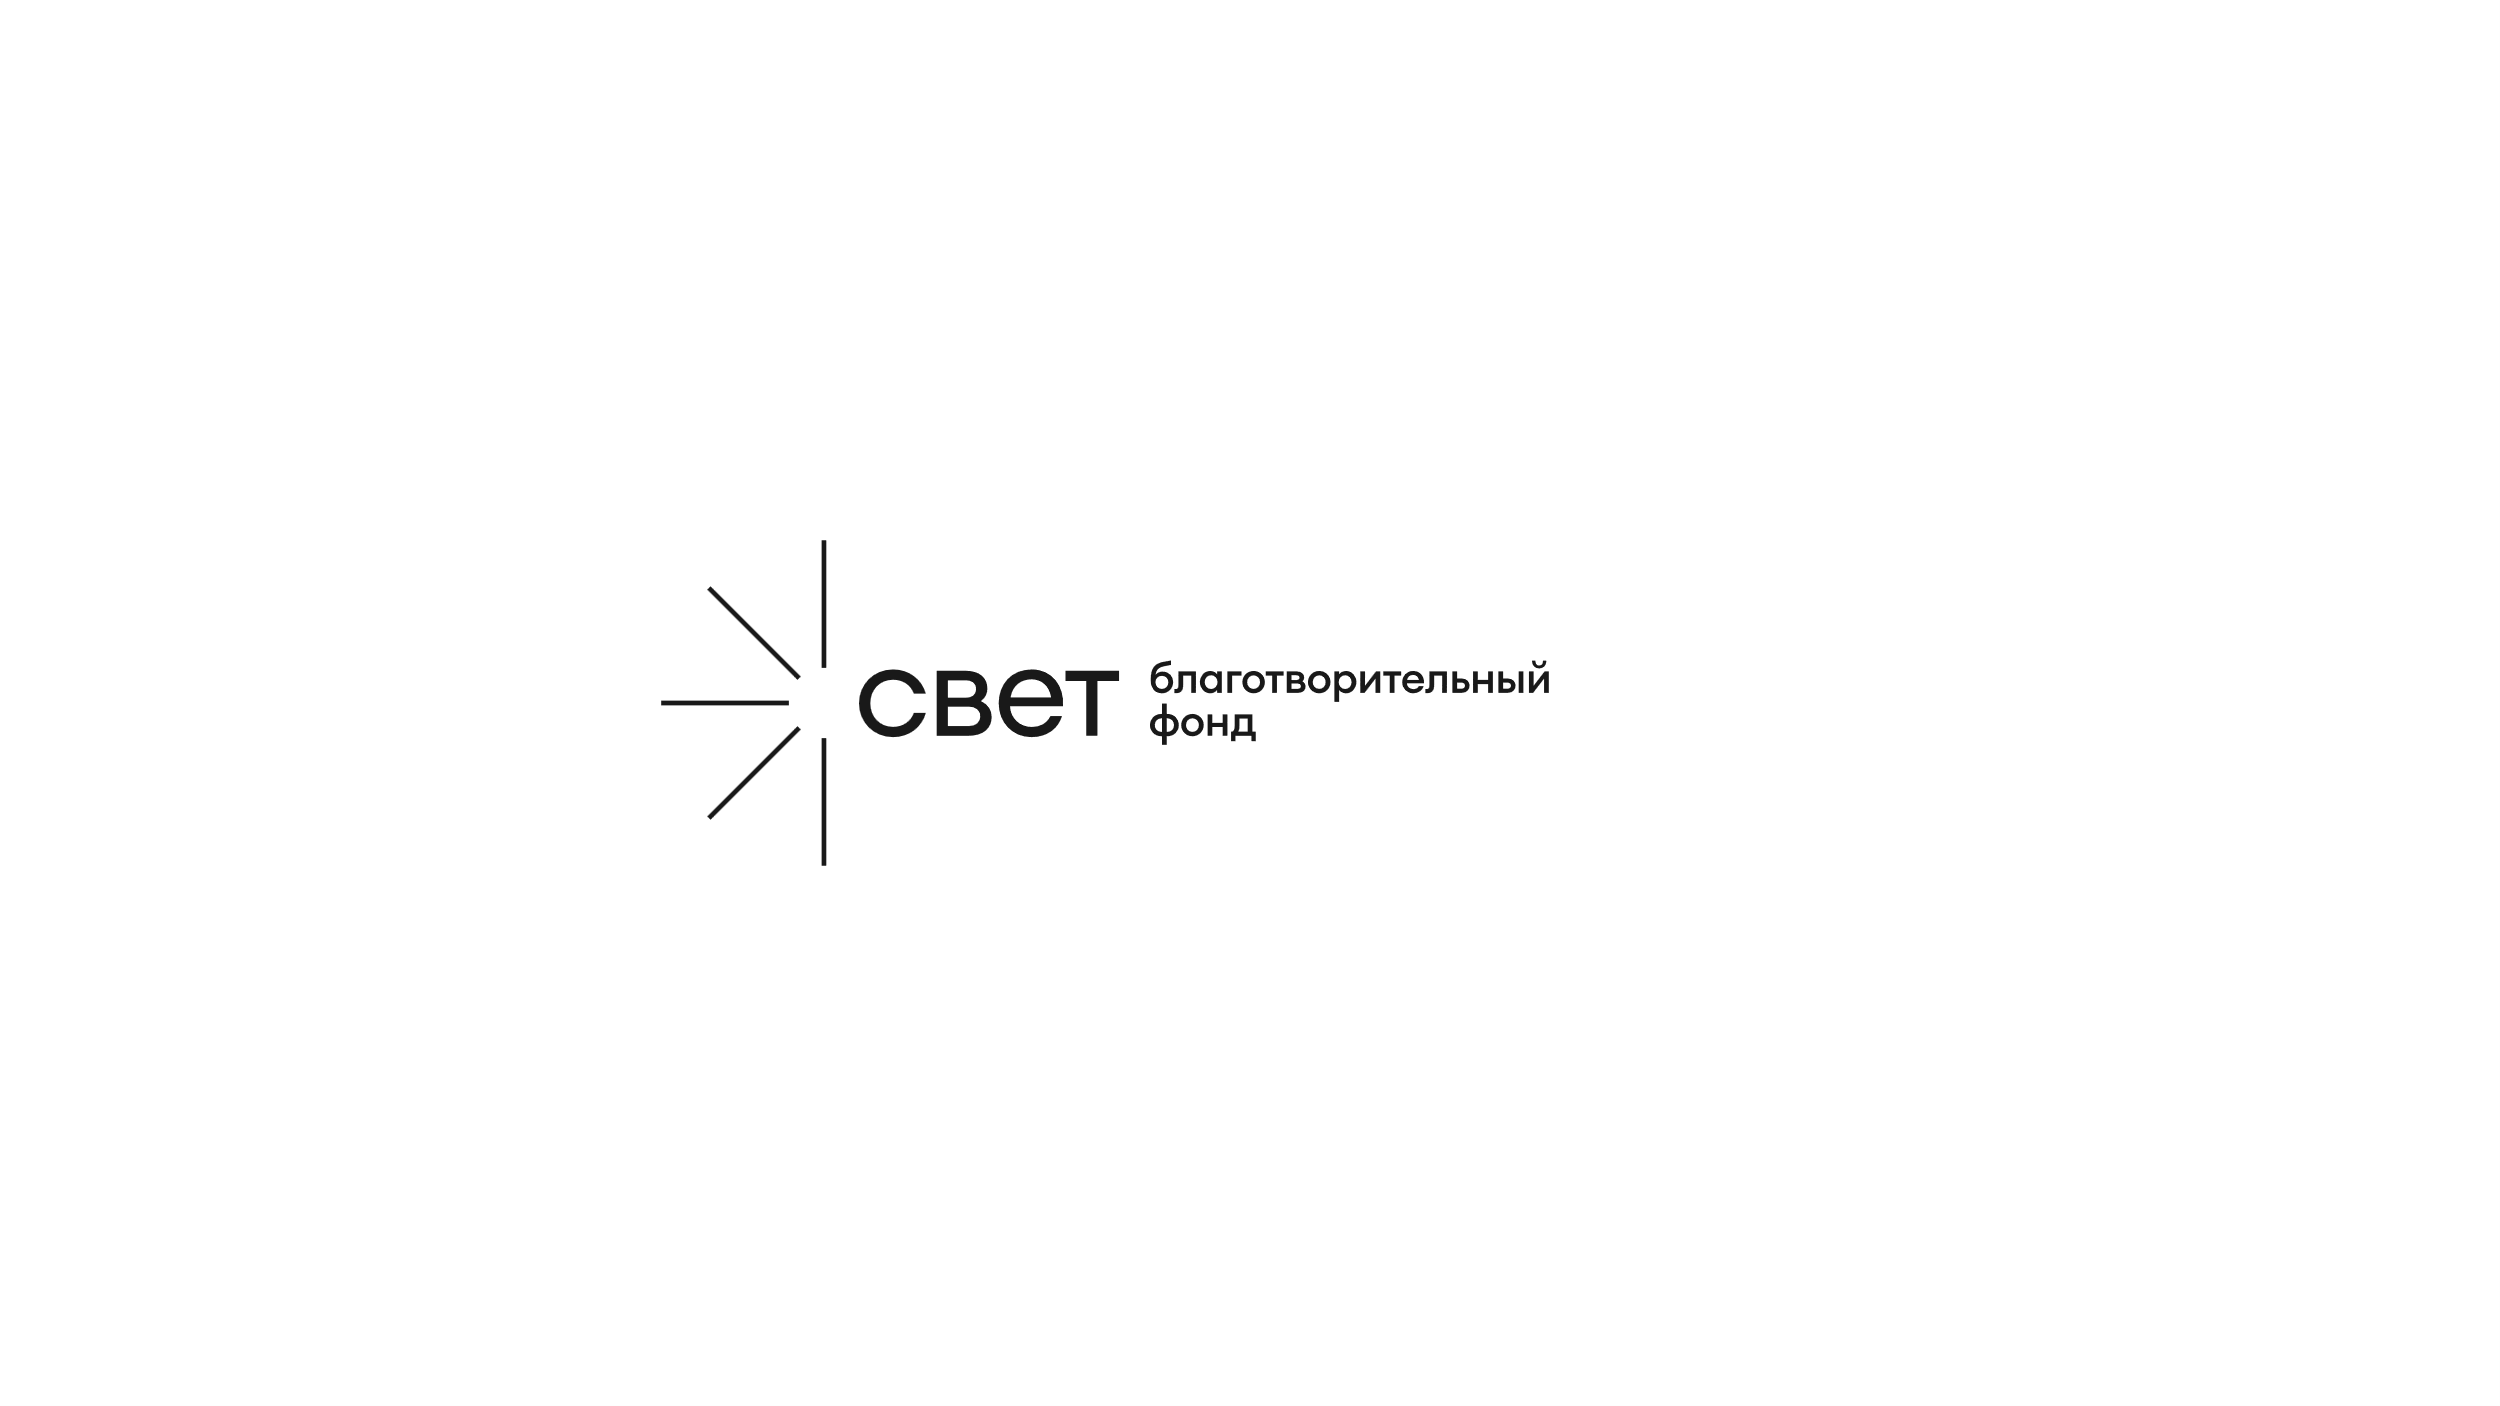 свет
благотворительный
фонд